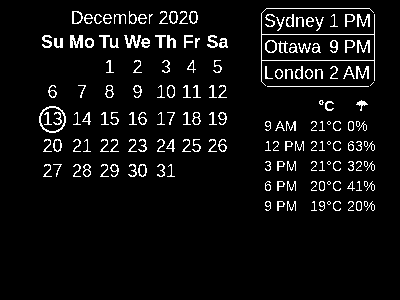 December 2020
Su Mo Tu We Th Fr Sa
1 2 3 4 5
6 7 8 9 10 11 12
13 14 15 16 17 18 19
20 21 22 23 24 25 26
27 28 29 30 31
Sydney 1 PM
Ottawa 9 PM
London 2 AM
°C ☂
9 AM 21°C 0%
12 PM 21°C 63%
3 PM 21°C 32%
6 PM 20°C 41%
9 PM 19°C 20%